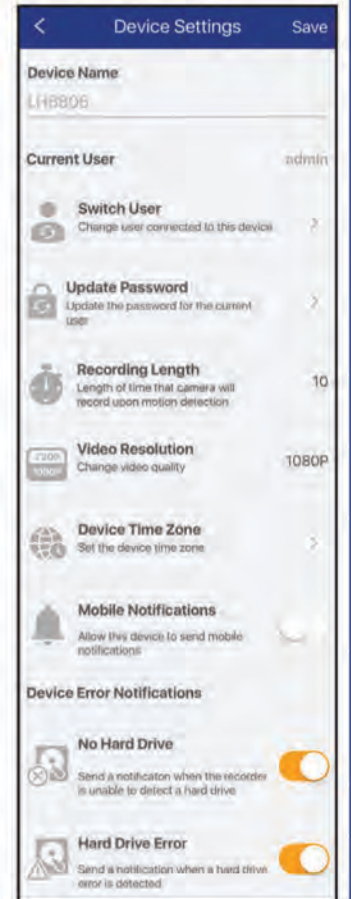 Device Settings Save
Device Name
LH8806
Current User admin
Switch User
Change user connected to this device
Update Password
Update the password for the current
user
Recording Length
Length of time that camera will
record upon motion detection
10
720P
1080P
Video Resolution
Change video quality
1080P
Device Time Zone
Set the device time zone
Mobile Notifications
Allow this device to send mobile
notifications
Device Error Notifications
No Hard Drive
Send a notificaton when the recorder
is unable to detect a hard drive
Hard Drive Error
Send a notification when a hard drive
error is detected